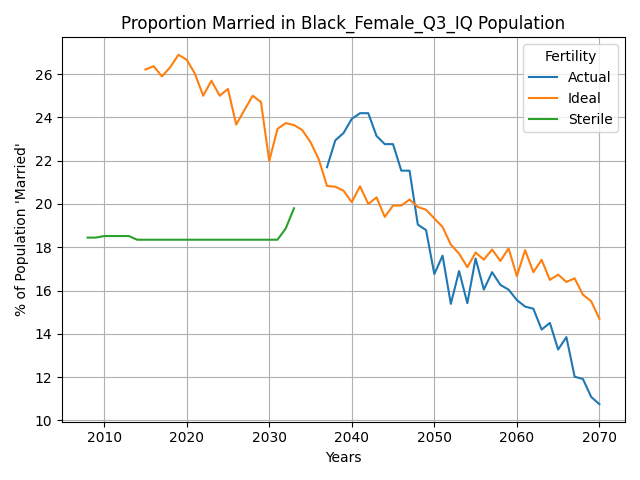 Proportion Married in Black_Female_Q3_IQ Population
% of Population 'Married'
26
24
22
20
18
16
14
12
10
Fertility
Actual
Ideal
Sterile
2010 2020 2030 2040 2050 2060 2070
Years